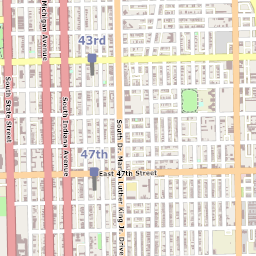 Michigan Avenue
43rd
South State Street
South Indiana Avenue
South Dr. Martin Luther King Jr Drive
47th
East 47th Street